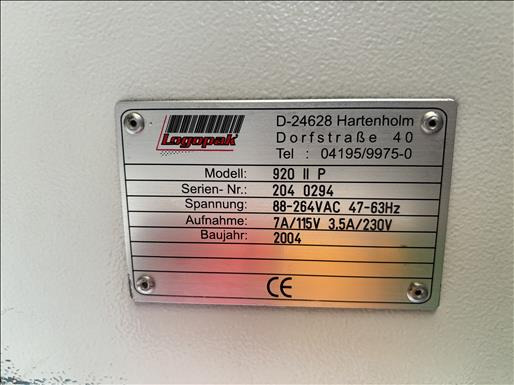 Logopak
D-24628 Hartenholm
Dorfstraße 40
Tel : 04195/9975-0
Modell: 920 II P
Serien- Nr.: 204 0294
Spannung: 88-264VAC 47-63Hz
Aufnahme: 7A/115V 3.5A/230V
Baujahr: 2004
CE